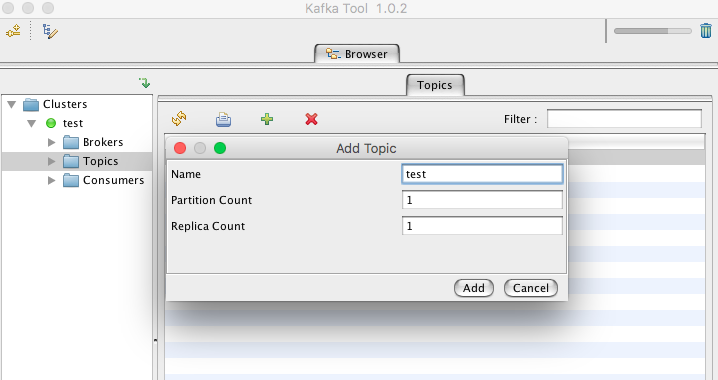 Kafka Tool 1.0.2
Browser
Topics
Clusters
test
Brokers
Topics
Consumers
Filter :
Add Topic
Name test
Partition Count 1
Replica Count 1
Add Cancel